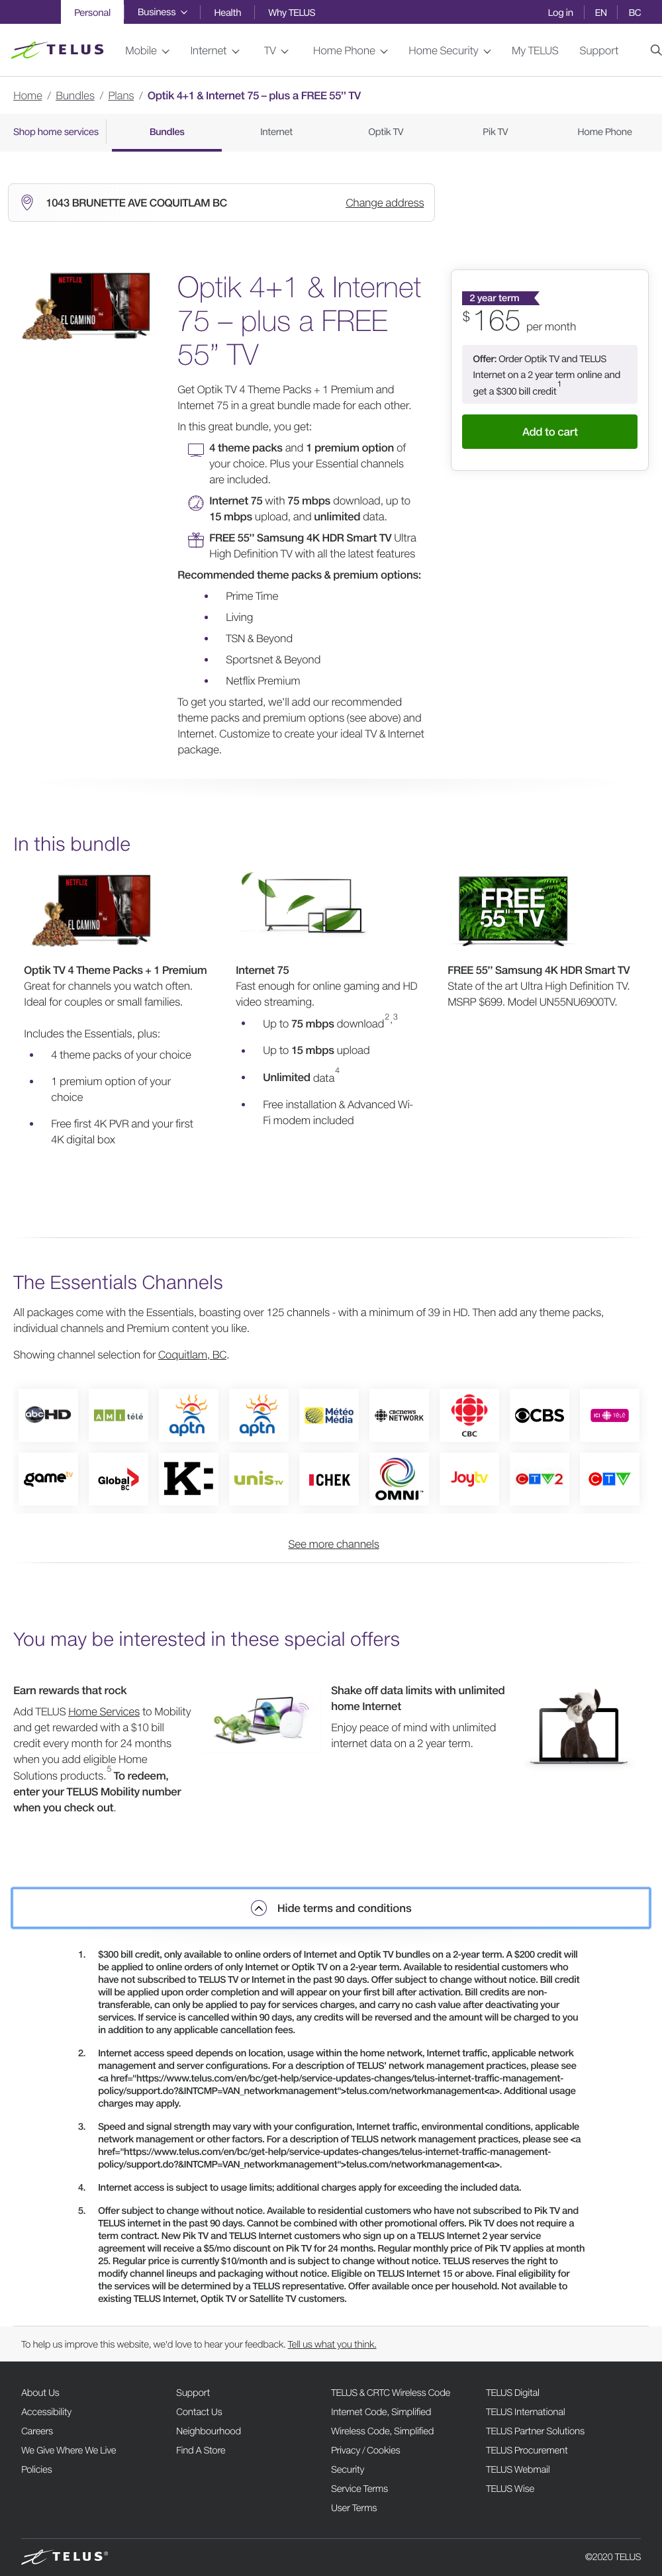 Personal
Business
Health
Why TELUS
Log in
EN
BC
TELUS
Mobile
Internet
TV
Home Phone
Home Security
My TELUS
Support
Home / Bundles / Plans / Optik 4+1 & Internet 75 – plus a FREE 55” TV
Shop home services
Bundles
Internet
Optik TV
Pik TV
Home Phone
1043 BRUNETTE AVE COQUITLAM BC
Change address
NETFLIX
EL CAMINO
Optik 4+1 & Internet
75 – plus a FREE
55” TV
Get Optik TV 4 Theme Packs + 1 Premium and
Internet 75 in a great bundle made for each other.
In this great bundle, you get:
4 theme packs and 1 premium option of
your choice. Plus your Essential channels
are included.
Internet 75 with 75 mbps download, up to
15 mbps upload, and unlimited data.
FREE 55” Samsung 4K HDR Smart TV Ultra
High Definition TV with all the latest features
Recommended theme packs & premium options:
• Prime Time
• Living
• TSN & Beyond
• Sportsnet & Beyond
• Netflix Premium
To get you started, we’ll add our recommended
theme packs and premium options (see above) and
Internet. Customize to create your ideal TV & Internet
package.
2 year term
$165 per month
Offer: Order Optik TV and TELUS
Internet on a 2 year term online and
get a $300 bill credit1
Add to cart
In this bundle
NETFLIX
EL CAMINO
Optik TV 4 Theme Packs + 1 Premium
Great for channels you watch often.
Ideal for couples or small families.
Includes the Essentials, plus:
• 4 theme packs of your choice
• 1 premium option of your
choice
• Free first 4K PVR and your first
4K digital box
Internet 75
Fast enough for online gaming and HD
video streaming.
• Up to 75 mbps download2,3
• Up to 15 mbps upload
• Unlimited data4
• Free installation & Advanced Wi-
Fi modem included
FREE
55" TV
FREE 55” Samsung 4K HDR Smart TV
State of the art Ultra High Definition TV.
MSRP $699. Model UN55NU6900TV.
The Essentials Channels
All packages come with the Essentials, boasting over 125 channels - with a minimum of 39 in HD. Then add any theme packs,
individual channels and Premium content you like.
Showing channel selection for Coquitlam, BC.
abc HD
AMI télé
aptn
aptn
Météo Média
CBC NEWS NETWORK
CBC
CBS
ICI TÉLÉ
gametv
Global BC
K:
unis TV
CHEK
OMNI
Joytv
CTV2
CTV
See more channels
You may be interested in these special offers
Earn rewards that rock
Add TELUS Home Services to Mobility
and get rewarded with a $10 bill
credit every month for 24 months
when you add eligible Home
Solutions products.5 To redeem,
enter your TELUS Mobility number
when you check out.
Shake off data limits with unlimited
home Internet
Enjoy peace of mind with unlimited
internet data on a 2 year term.
Hide terms and conditions
1. $300 bill credit, only available to online orders of Internet and Optik TV bundles on a 2-year term. A $200 credit will
be applied to online orders of only Internet or Optik TV on a 2-year term. Available to residential customers who
have not subscribed to TELUS TV or Internet in the past 90 days. Offer subject to change without notice. Bill credit
will be applied upon order completion and will appear on your first bill after activation. Bill credits are non-
transferable, can only be applied to pay for services charges, and carry no cash value after deactivating your
services. If service is cancelled within 90 days, any credits will be reversed and the amount will be charged to you
in addition to any applicable cancellation fees.
2. Internet access speed depends on location, usage within the home network, Internet traffic, applicable network
management and server configurations. For a description of TELUS' network management practices, please see
<a href="https://www.telus.com/en/bc/get-help/service-updates-changes/telus-internet-traffic-management-
policy/support.do?&INTCMP=VAN_networkmanagement">telus.com/networkmanagement<a>. Additional usage
charges may apply.
3. Speed and signal strength may vary with your configuration, Internet traffic, environmental conditions, applicable
network management or other factors. For a description of TELUS network management practices, please see <a
href="https://www.telus.com/en/bc/get-help/service-updates-changes/telus-internet-traffic-management-
policy/support.do?&INTCMP=VAN_networkmanagement">telus.com/networkmanagement<a>.
4. Internet access is subject to usage limits; additional charges apply for exceeding the included data.
5. Offer subject to change without notice. Available to residential customers who have not subscribed to Pik TV and
TELUS internet in the past 90 days. Cannot be combined with other promotional offers. Pik TV does not require a
term contract. New Pik TV and TELUS Internet customers who sign up on a TELUS Internet 2 year service
agreement will receive a $5/mo discount on Pik TV for 24 months. Regular monthly price of Pik TV applies at month
25. Regular price is currently $10/month and is subject to change without notice. TELUS reserves the right to
modify channel lineups and packaging without notice. Eligible on TELUS Internet 15 or above. Final eligibility for
the services will be determined by a TELUS representative. Offer available once per household. Not available to
existing TELUS Internet, Optik TV or Satellite TV customers.
To help us improve this website, we'd love to hear your feedback. Tell us what you think.
About Us
Accessibility
Careers
We Give Where We Live
Policies
Support
Contact Us
Neighbourhood
Find A Store
TELUS & CRTC Wireless Code
Internet Code, Simplified
Wireless Code, Simplified
Privacy / Cookies
Security
Service Terms
User Terms
TELUS Digital
TELUS International
TELUS Partner Solutions
TELUS Procurement
TELUS Webmail
TELUS Wise
TELUS®
©2020 TELUS